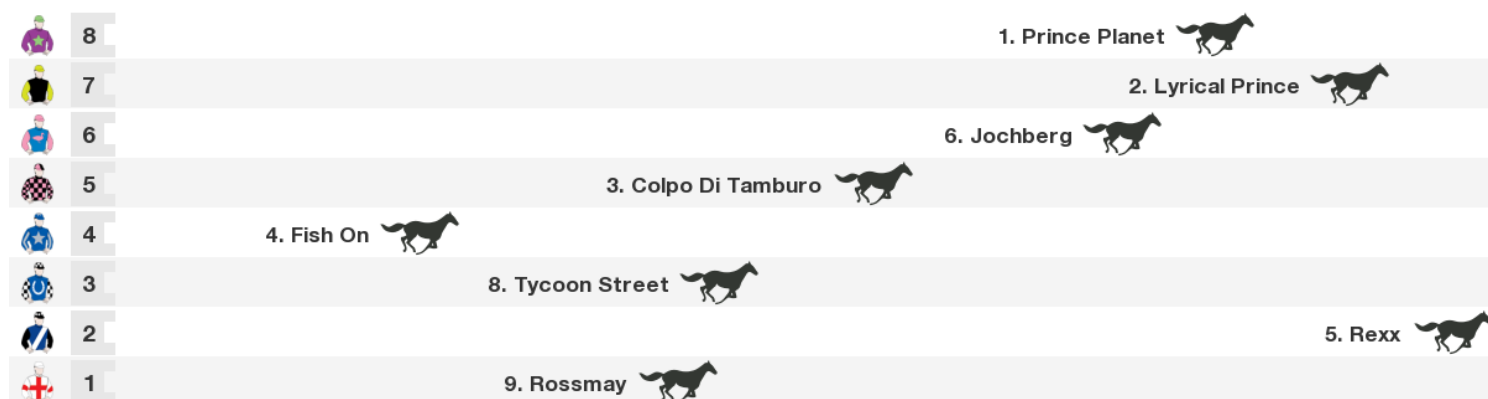 8 1. Prince Planet
7 2. Lyrical Prince
6 6. Jochberg
5 3. Colpo Di Tamburo
4 4. Fish On
3 8. Tycoon Street
2 5. Rexx
1 9. Rossmay